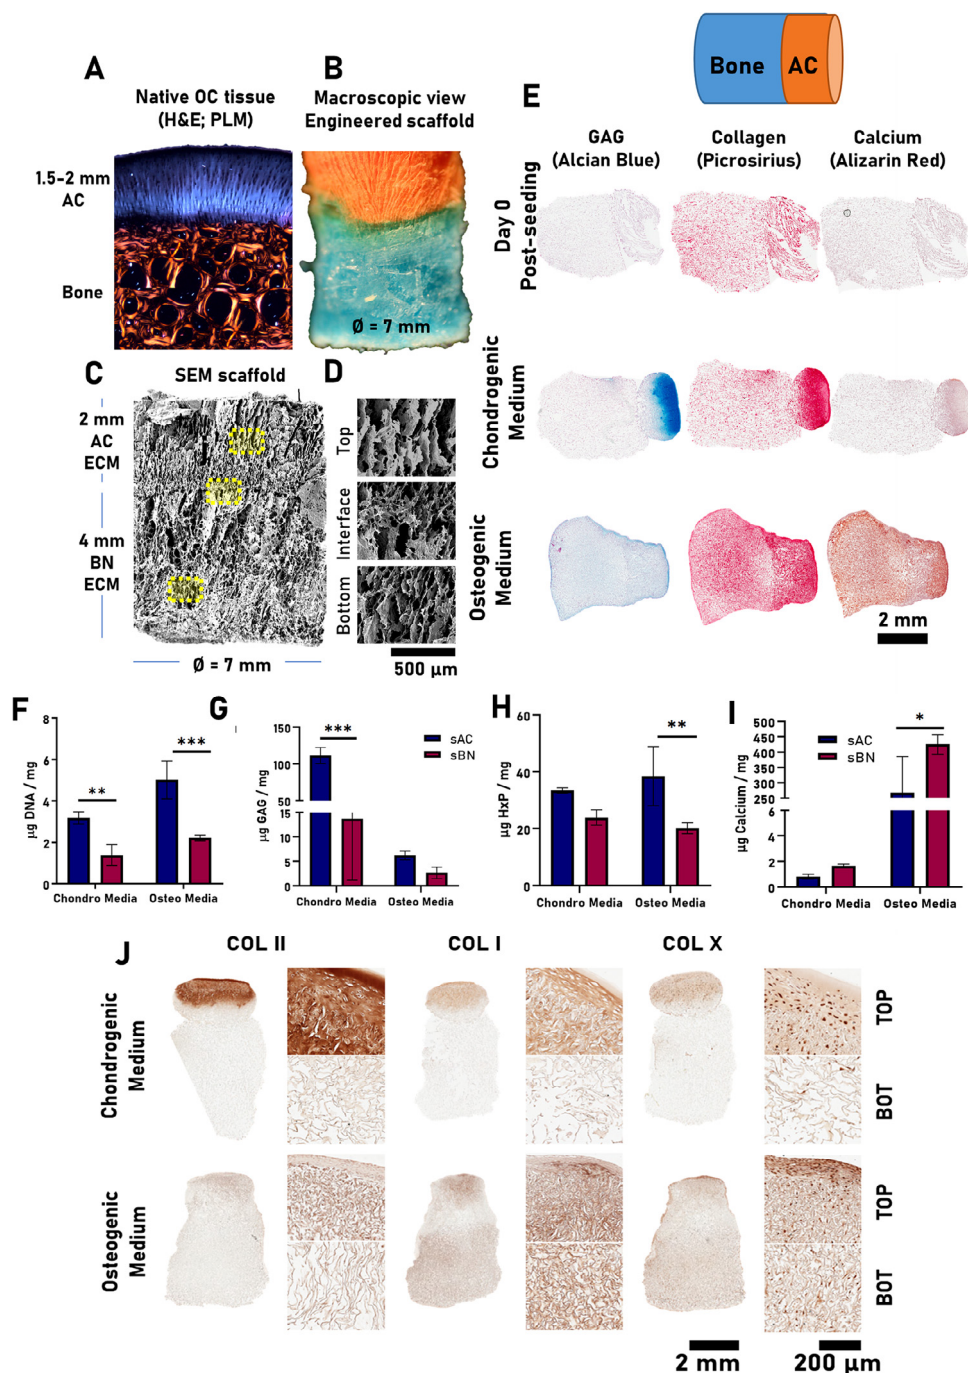 Bone AC
A
Native OC tissue
(H&E; PLM)
1.5-2 mm
AC
Bone
B
Macroscopic view
Engineered scaffold
Ø = 7 mm
C
SEM scaffold
2 mm
AC
ECM
4 mm
BN
ECM
Ø = 7 mm
D
Top
Interface
Bottom
500 µm
E
GAG
(Alcian Blue)
Collagen
(Picrosirius)
Calcium
(Alizarin Red)
Day 0
Post-seeding
Chondrogenic
Medium
Osteogenic
Medium
2 mm
F
µg DNA / mg
8
6
4
2
0
**
***
Chondro Media
Osteo Media
G
µg GAG / mg
150
100
50
15
10
5
0
***
sAC
sBN
Chondro Media
Osteo Media
H
µg HxP / mg
60
40
20
0
**
Chondro Media
Osteo Media
I
µg Calcium / mg
500
450
400
350
300
250
6
4
2
0
*
sAC
sBN
Chondro Media
Osteo Media
J
COL II
COL I
COL X
Chondrogenic
Medium
TOP
BOT
Osteogenic
Medium
TOP
BOT
2 mm
200 µm